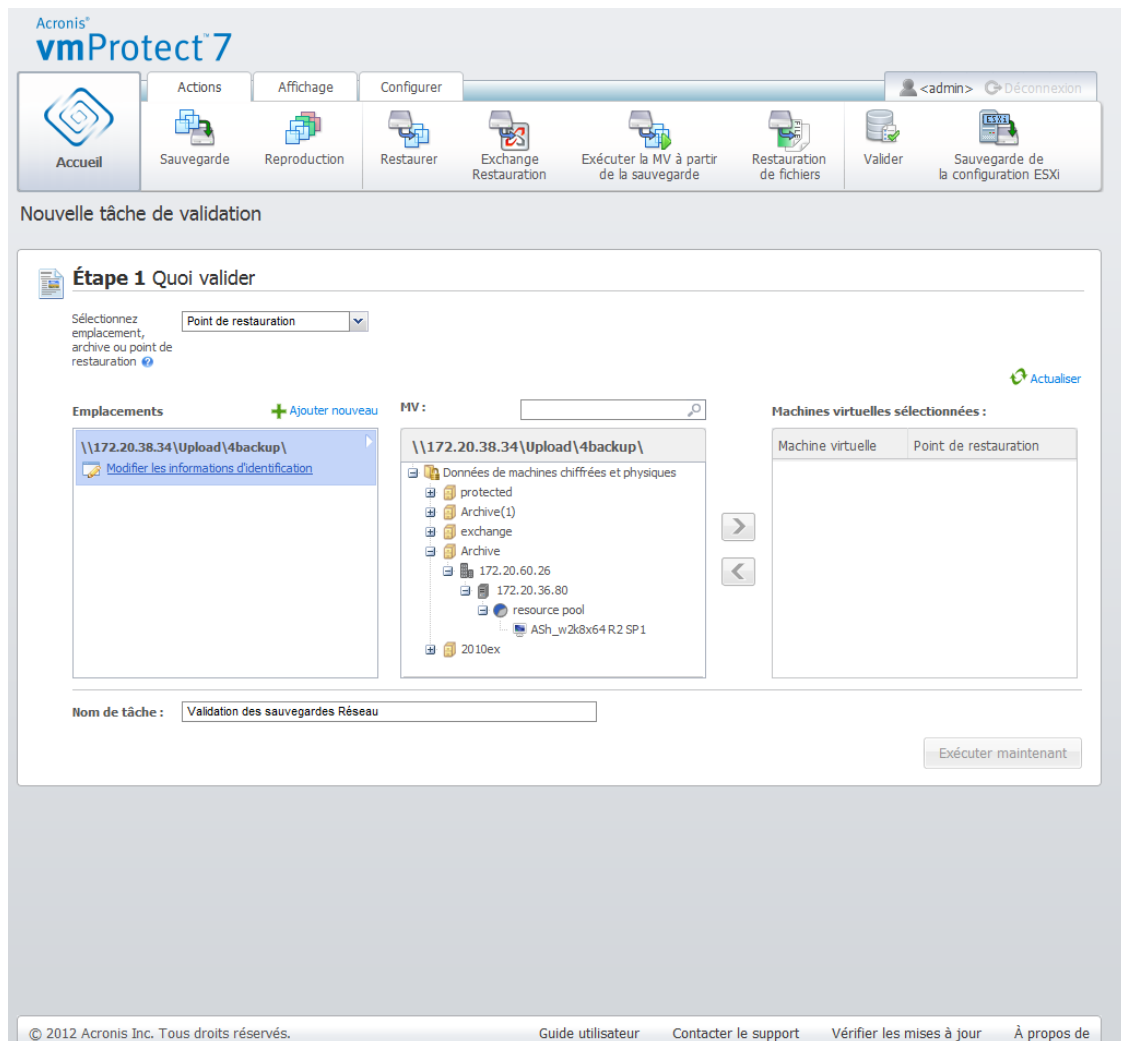 Acronis®
vmProtect™7
Actions
Affichage
Configurer
<admin>
Déconnexion
Accueil
Sauvegarde
Reproduction
Restaurer
Exchange
Restauration
Exécuter la MV à partir
de la sauvegarde
Restauration
de fichiers
Valider
ESXi
Sauvegarde de
la configuration ESXi
Nouvelle tâche de validation
Étape 1 Quoi valider
Sélectionnez
emplacement,
archive ou point de
restauration
Point de restauration
Actualiser
Emplacements
Ajouter nouveau
MV :
Machines virtuelles sélectionnées :
\\172.20.38.34\Upload\4backup\
Modifier les informations d'identification
\\172.20.38.34\Upload\4backup\
Données de machines chiffrées et physiques
protected
Archive(1)
exchange
Archive
172.20.60.26
172.20.36.80
resource pool
ASh_w2k8x64 R2 SP1
2010ex
Machine virtuelle
Point de restauration
Nom de tâche :
Validation des sauvegardes Réseau
Exécuter maintenant
© 2012 Acronis Inc. Tous droits réservés.
Guide utilisateur
Contacter le support
Vérifier les mises à jour
À propos de